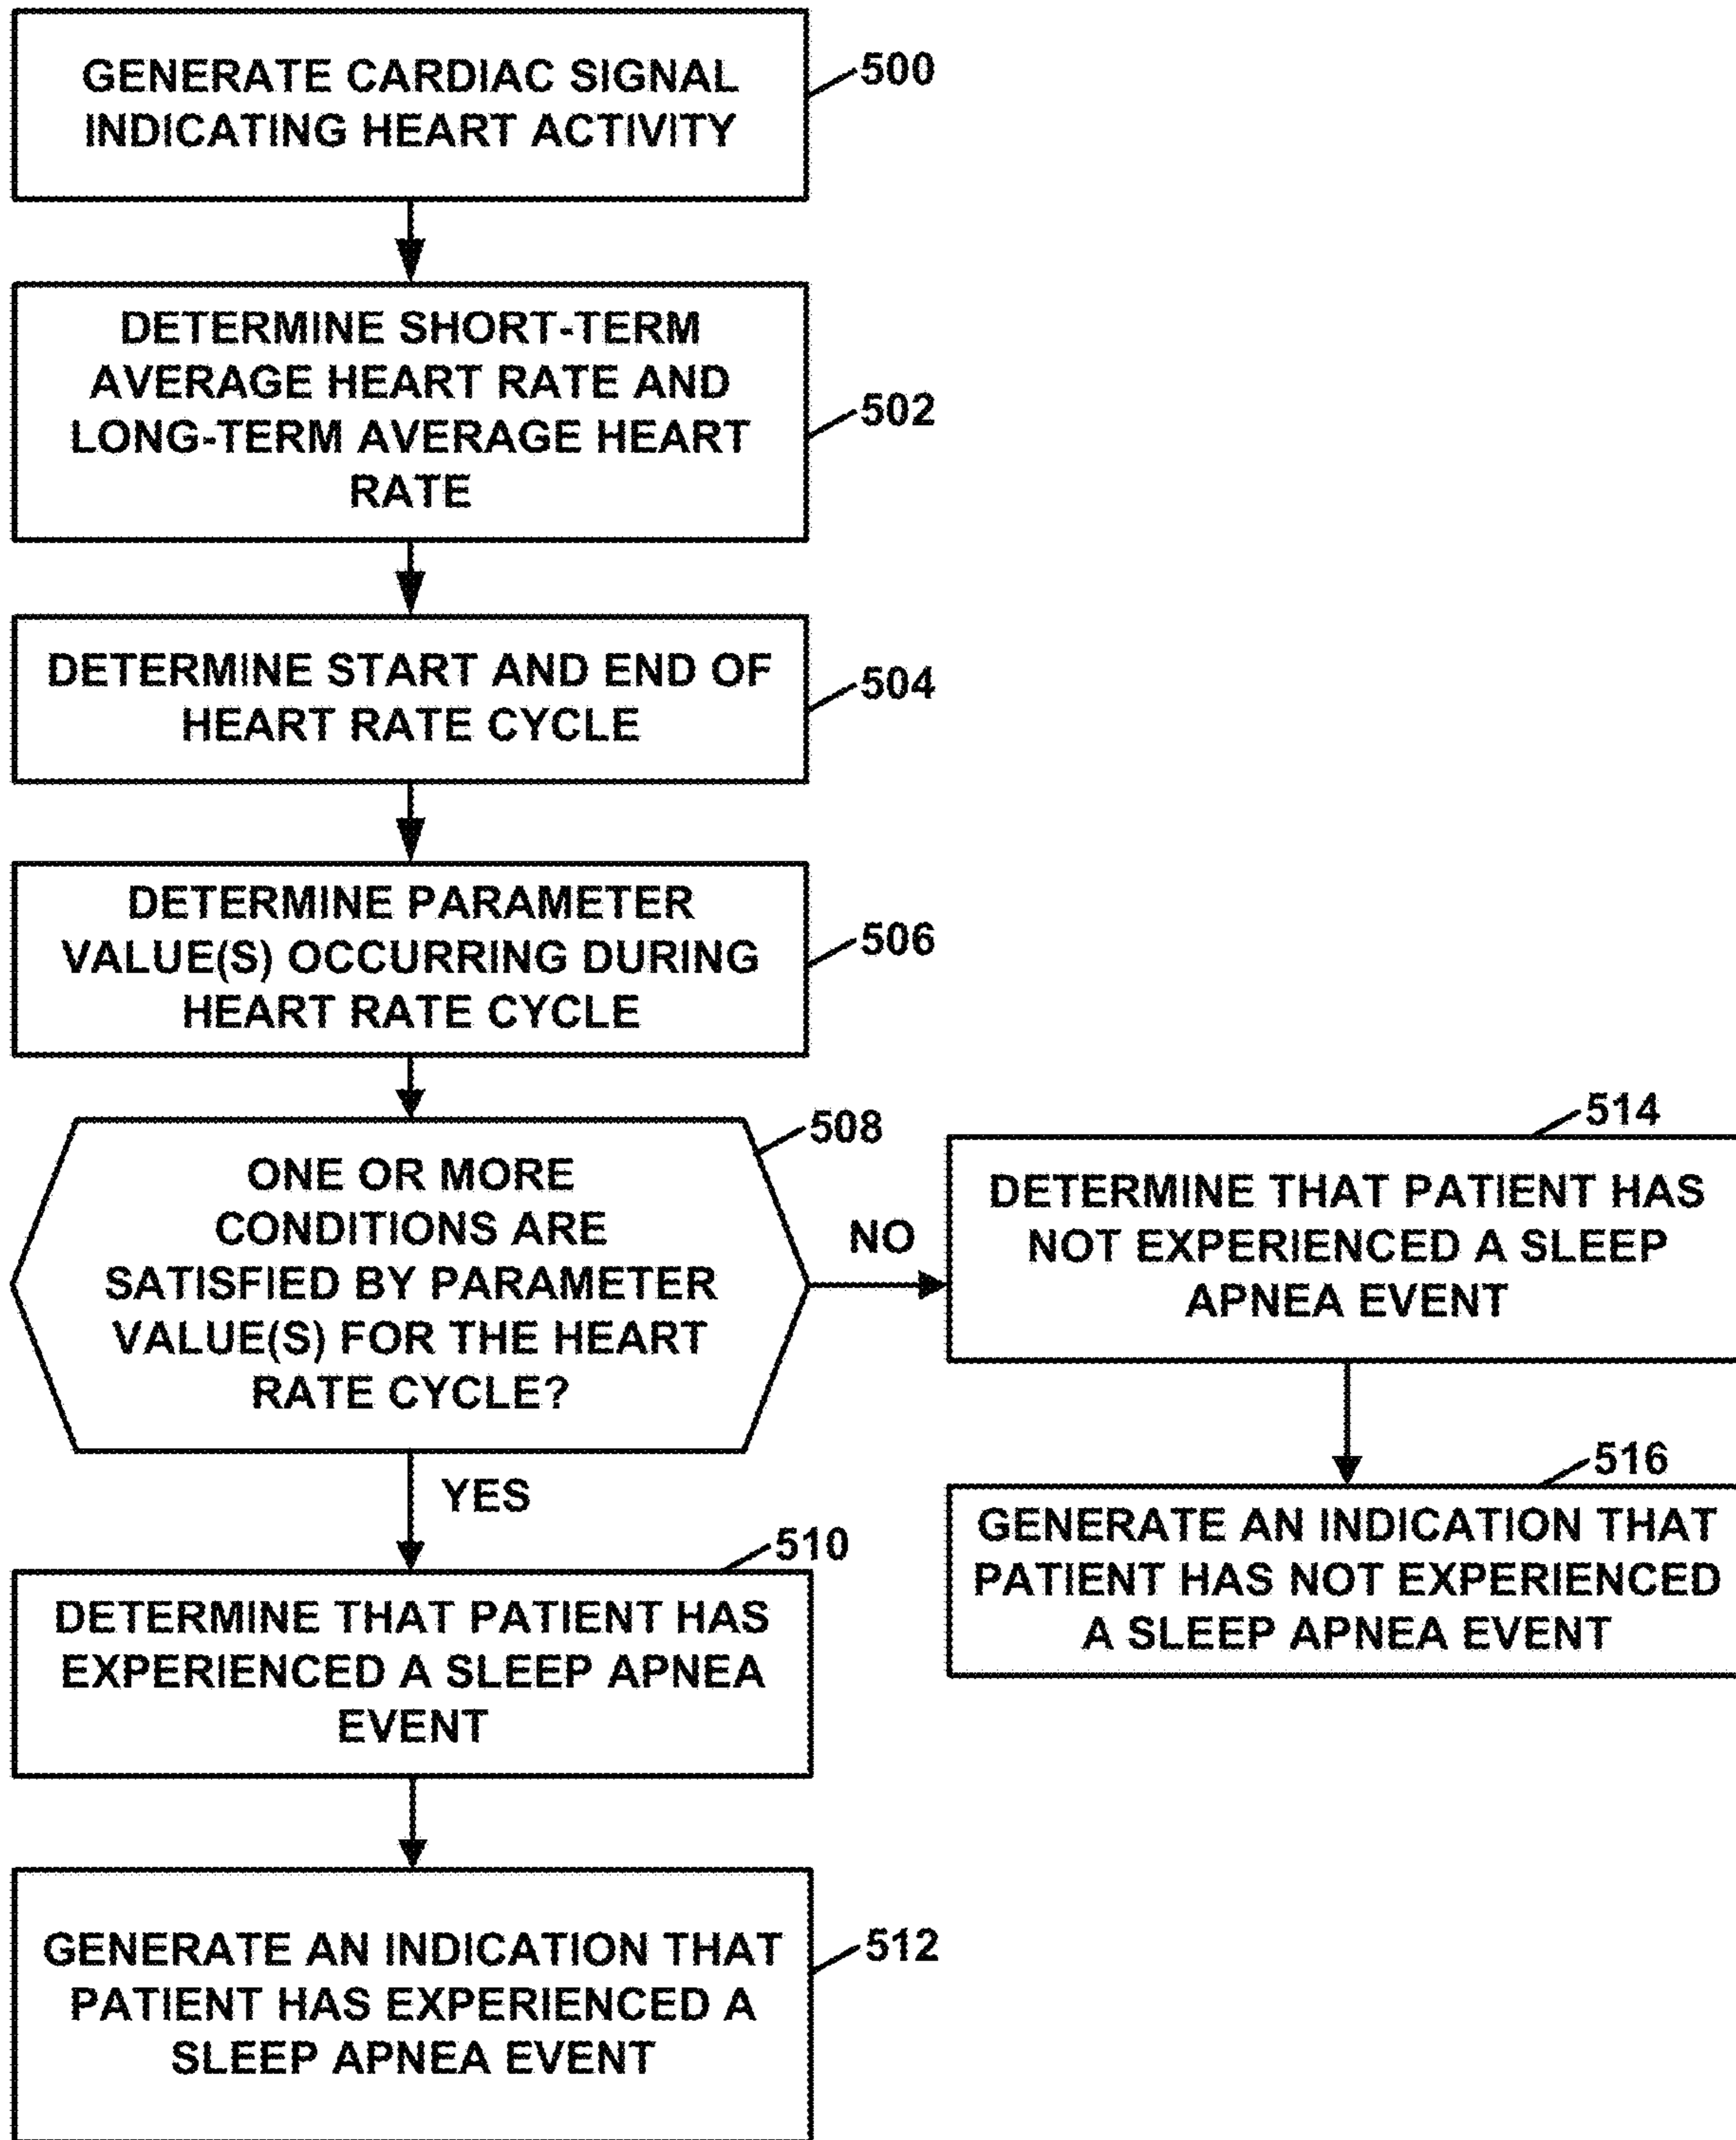 GENERATE CARDIAC SIGNAL
INDICATING HEART ACTIVITY
500
DETERMINE SHORT-TERM
AVERAGE HEART RATE AND
LONG-TERM AVERAGE HEART
RATE
502
DETERMINE START AND END OF
HEART RATE CYCLE
504
DETERMINE PARAMETER
VALUE(S) OCCURRING DURING
HEART RATE CYCLE
506
508
ONE OR MORE
CONDITIONS ARE
SATISFIED BY PARAMETER
VALUE(S) FOR THE HEART
RATE CYCLE?
NO
514
DETERMINE THAT PATIENT HAS
NOT EXPERIENCED A SLEEP
APNEA EVENT
516
GENERATE AN INDICATION THAT
PATIENT HAS NOT EXPERIENCED
A SLEEP APNEA EVENT
YES
510
DETERMINE THAT PATIENT HAS
EXPERIENCED A SLEEP APNEA
EVENT
GENERATE AN INDICATION THAT
PATIENT HAS EXPERIENCED A
SLEEP APNEA EVENT
512